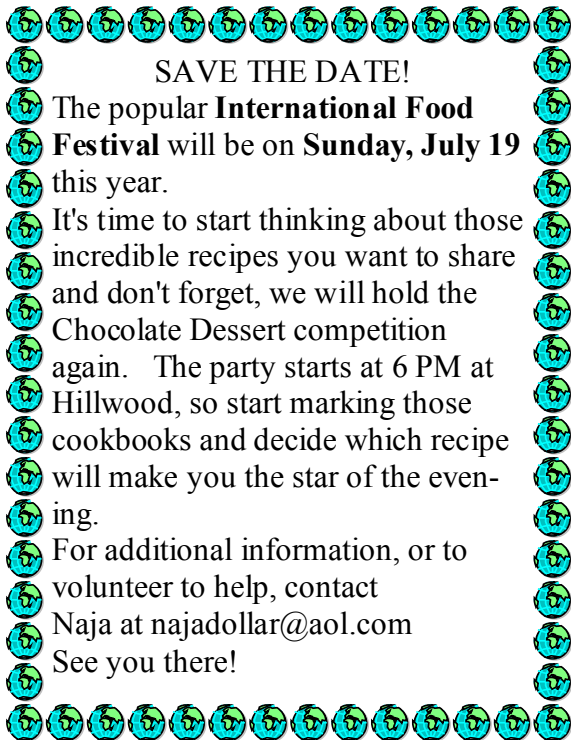 SAVE THE DATE!
The popular International Food
Festival will be on Sunday, July 19
this year.
It's time to start thinking about those
incredible recipes you want to share
and don't forget, we will hold the
Chocolate Dessert competition
again.   The party starts at 6 PM at
Hillwood, so start marking those
cookbooks and decide which recipe
will make you the star of the even-
ing.
For additional information, or to
volunteer to help, contact
Naja at najadollar@aol.com
See you there!